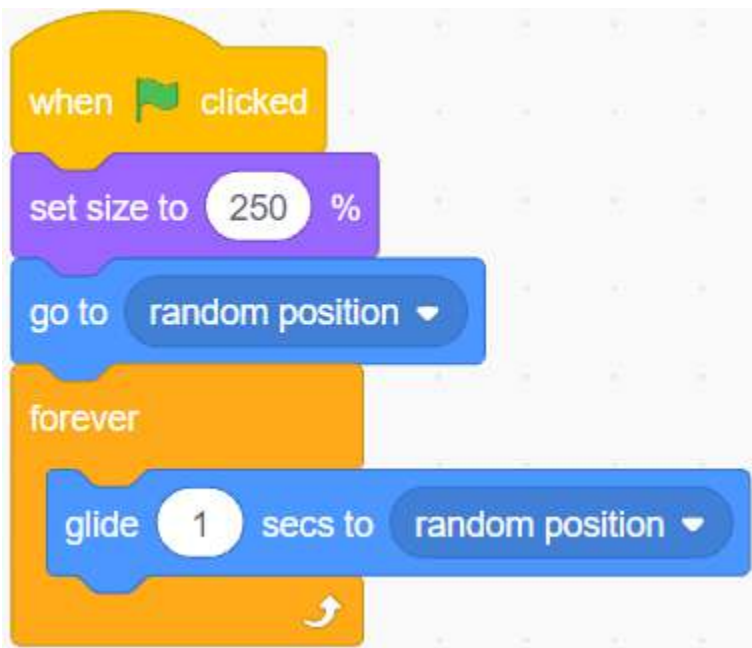 when clicked
set size to 250 %
go to random position
forever
glide 1 secs to random position